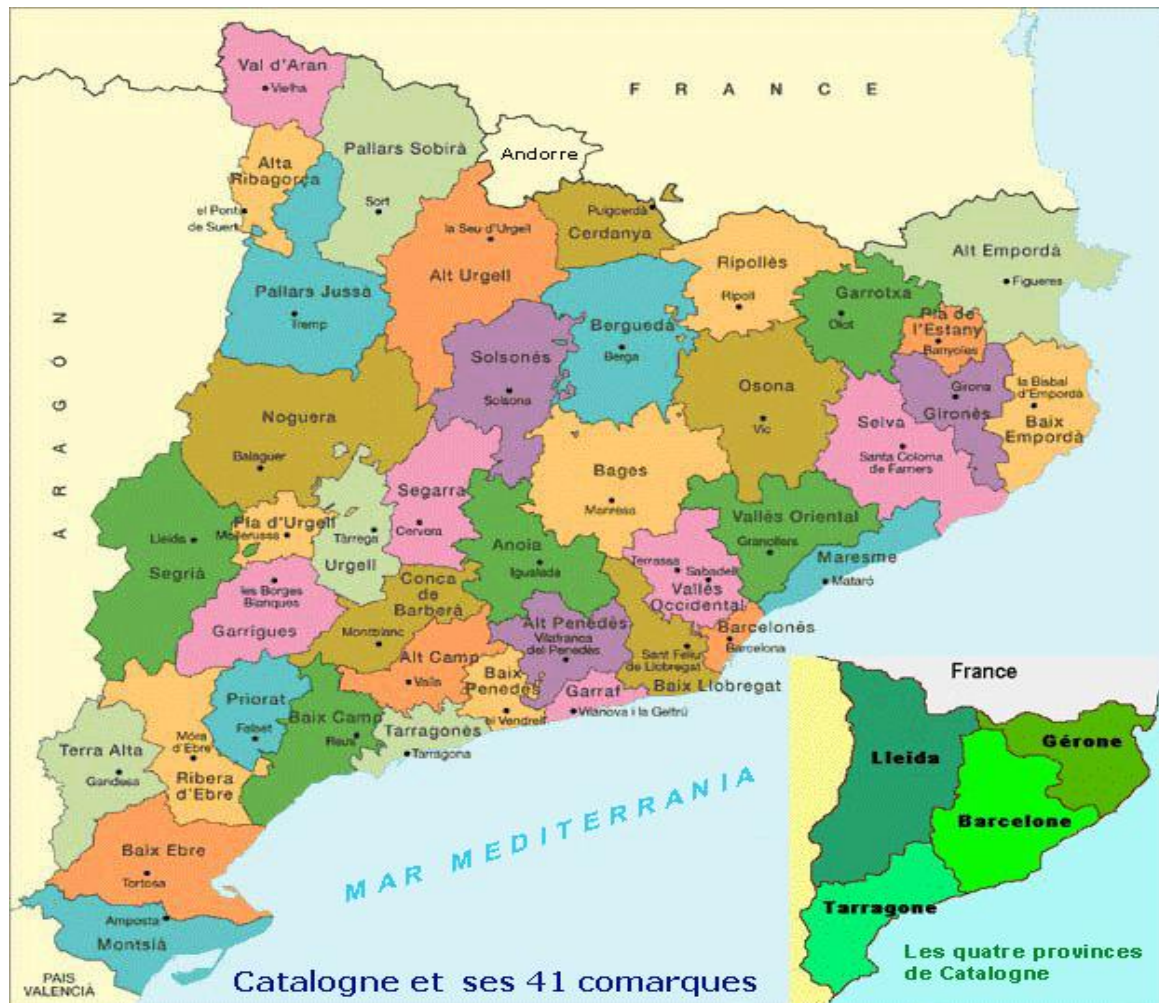 Val d'Aran
Vielha
F R A N C E
Pallars Sobirà
Andorre
Alta
Ribagorça
Sort
el Pont
de Suert
Puigcerdà
Cerdanya
la Seu d'Urgell
Alt Urgell
Ripollès
Ripoll
Alt Empordà
Figueres
Garrotxa
Olot
Pla de
l'Estany
Banyoles
Pallars Jussà
Tremp
Berguedà
Berga
Solsonès
Solsona
Osona
Vic
Girona
Gironès
la Bisbal
d'Empordà
Baix
Empordà
Selva
Santa Coloma
de Farners
A R A G Ó N
Noguera
Balaguer
Segarra
Cervera
Bages
Manresa
Vallès Oriental
Granollers
Maresme
Mataró
Lleida
Segrià
Pla d'Urgell
Mollerussa
Tàrrega
Urgell
Anoia
Igualada
Terrassa
Sabadell
Vallès
Occidental
les Borges
Blanques
Garrigues
Conca
de
Barberà
Montblanc
Alt Penedès
Vilafranca
del Penedès
Sant Feliu
de Llobregat
Baix Llobregat
Barcelonès
Barcelona
Alt Camp
Valls
Baix
Penedès
el Vendrell
Garraf
Vilanova i la Geltrú
Priorat
Falset
Baix Camp
Reus
Tarragonès
Tarragona
Terra Alta
Gandesa
Móra
d'Ebre
Ribera
d'Ebre
Baix Ebre
Tortosa
Amposta
Montsià
PAIS
VALENCIÀ
MAR MEDITERRANIA
Catalogne et ses 41 comarques
France
Lleida
Gérone
Barcelone
Tarragone
Les quatre provinces
de Catalogne